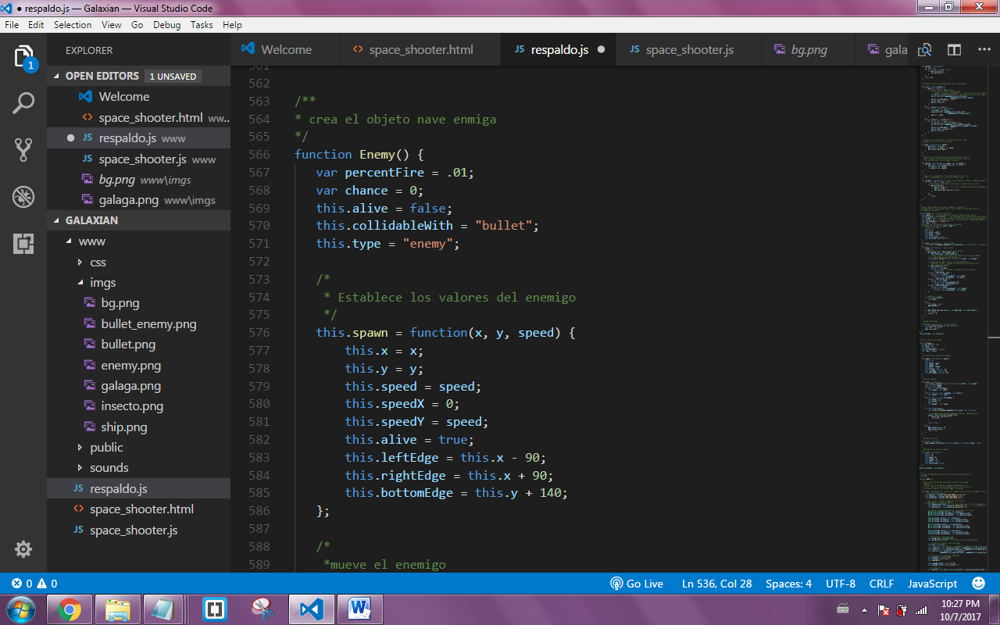 respaldo.js — Galaxian — Visual Studio Code
File Edit Selection View Go Debug Tasks Help
1
EXPLORER
OPEN EDITORS 1 UNSAVED
Welcome
<> space_shooter.html ww...
JS respaldo.js www
JS space_shooter.js www
bg.png www\imgs
galaga.png www\imgs
GALAXIAN
www
css
imgs
bg.png
bullet_enemy.png
bullet.png
enemy.png
galaga.png
insecto.png
ship.png
public
sounds
JS respaldo.js
<> space_shooter.html
JS space_shooter.js
Welcome <> space_shooter.html JS respaldo.js JS space_shooter.js bg.png gala
561
562
563 /**
564 * crea el objeto nave enmiga
565 */
566 function Enemy() {
567 var percentFire = .01;
568 var chance = 0;
569 this.alive = false;
570 this.collidableWith = "bullet";
571 this.type = "enemy";
572
573 /*
574 * Establece los valores del enemigo
575 */
576 this.spawn = function(x, y, speed) {
577 this.x = x;
578 this.y = y;
579 this.speed = speed;
580 this.speedX = 0;
581 this.speedY = speed;
582 this.alive = true;
583 this.leftEdge = this.x - 90;
584 this.rightEdge = this.x + 90;
585 this.bottomEdge = this.y + 140;
586 };
587
588 /*
589 *mueve el enemigo
0 0 Go Live Ln 536, Col 28 Spaces: 4 UTF-8 CRLF JavaScript
10:27 PM
10/7/2017